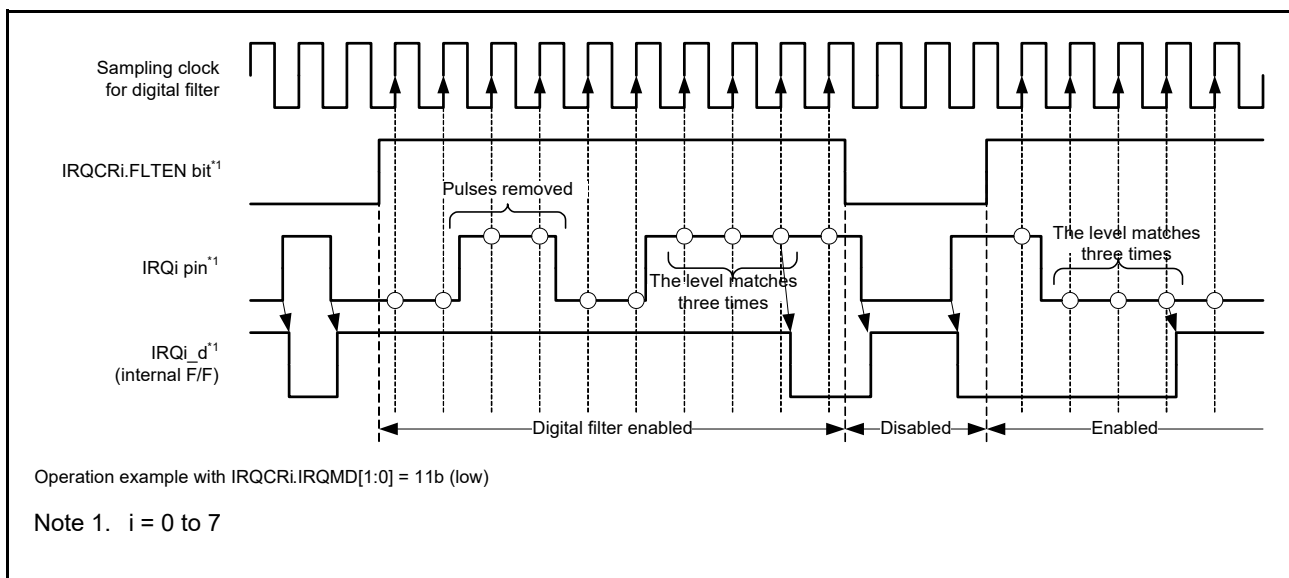 Sampling clock
for digital filter
IRQCRi.FLTEN bit*1
Pulses removed
IRQi pin*1
The level matches
three times
The level matches
three times
IRQi_d*1
(internal F/F)
Digital filter enabled
Disabled
Enabled
Operation example with IRQCRi.IRQMD[1:0] = 11b (low)
Note 1. i = 0 to 7